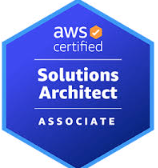 aws
certified
Solutions
Architect
ASSOCIATE